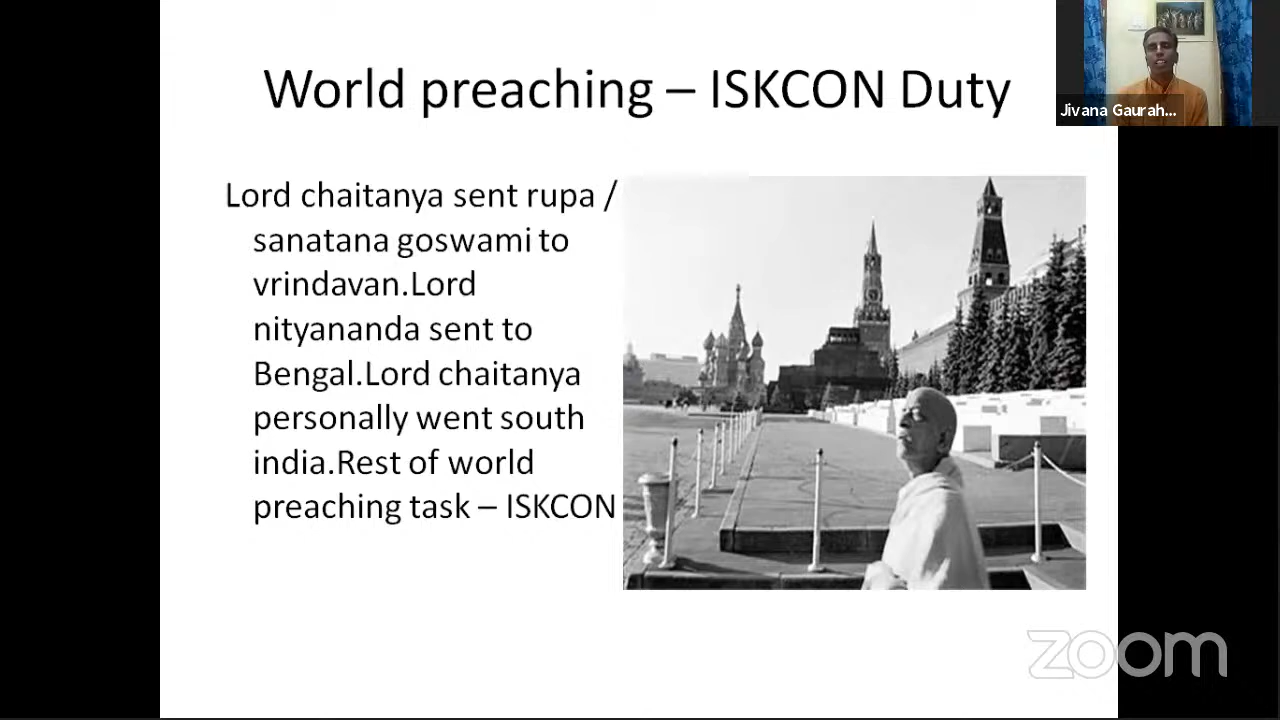 World preaching – ISKCON Duty
Jivana Gaurah...
Lord chaitanya sent rupa /
sanatana goswami to
vrindavan.Lord
nityananda sent to
Bengal.Lord chaitanya
personally went south
india.Rest of world
preaching task – ISKCON
zoom